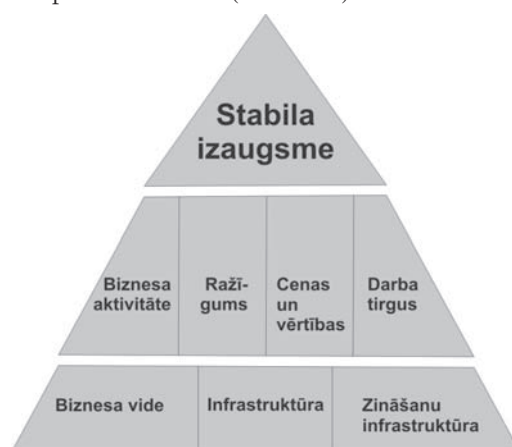 Stabila
izaugsme
Biznesa
aktivitāte
Ražī-
gums
Cenas
un
vērtības
Darba
tirgus
Biznesa vide
Infrastruktūra
Zināšanu
infrastruktūra